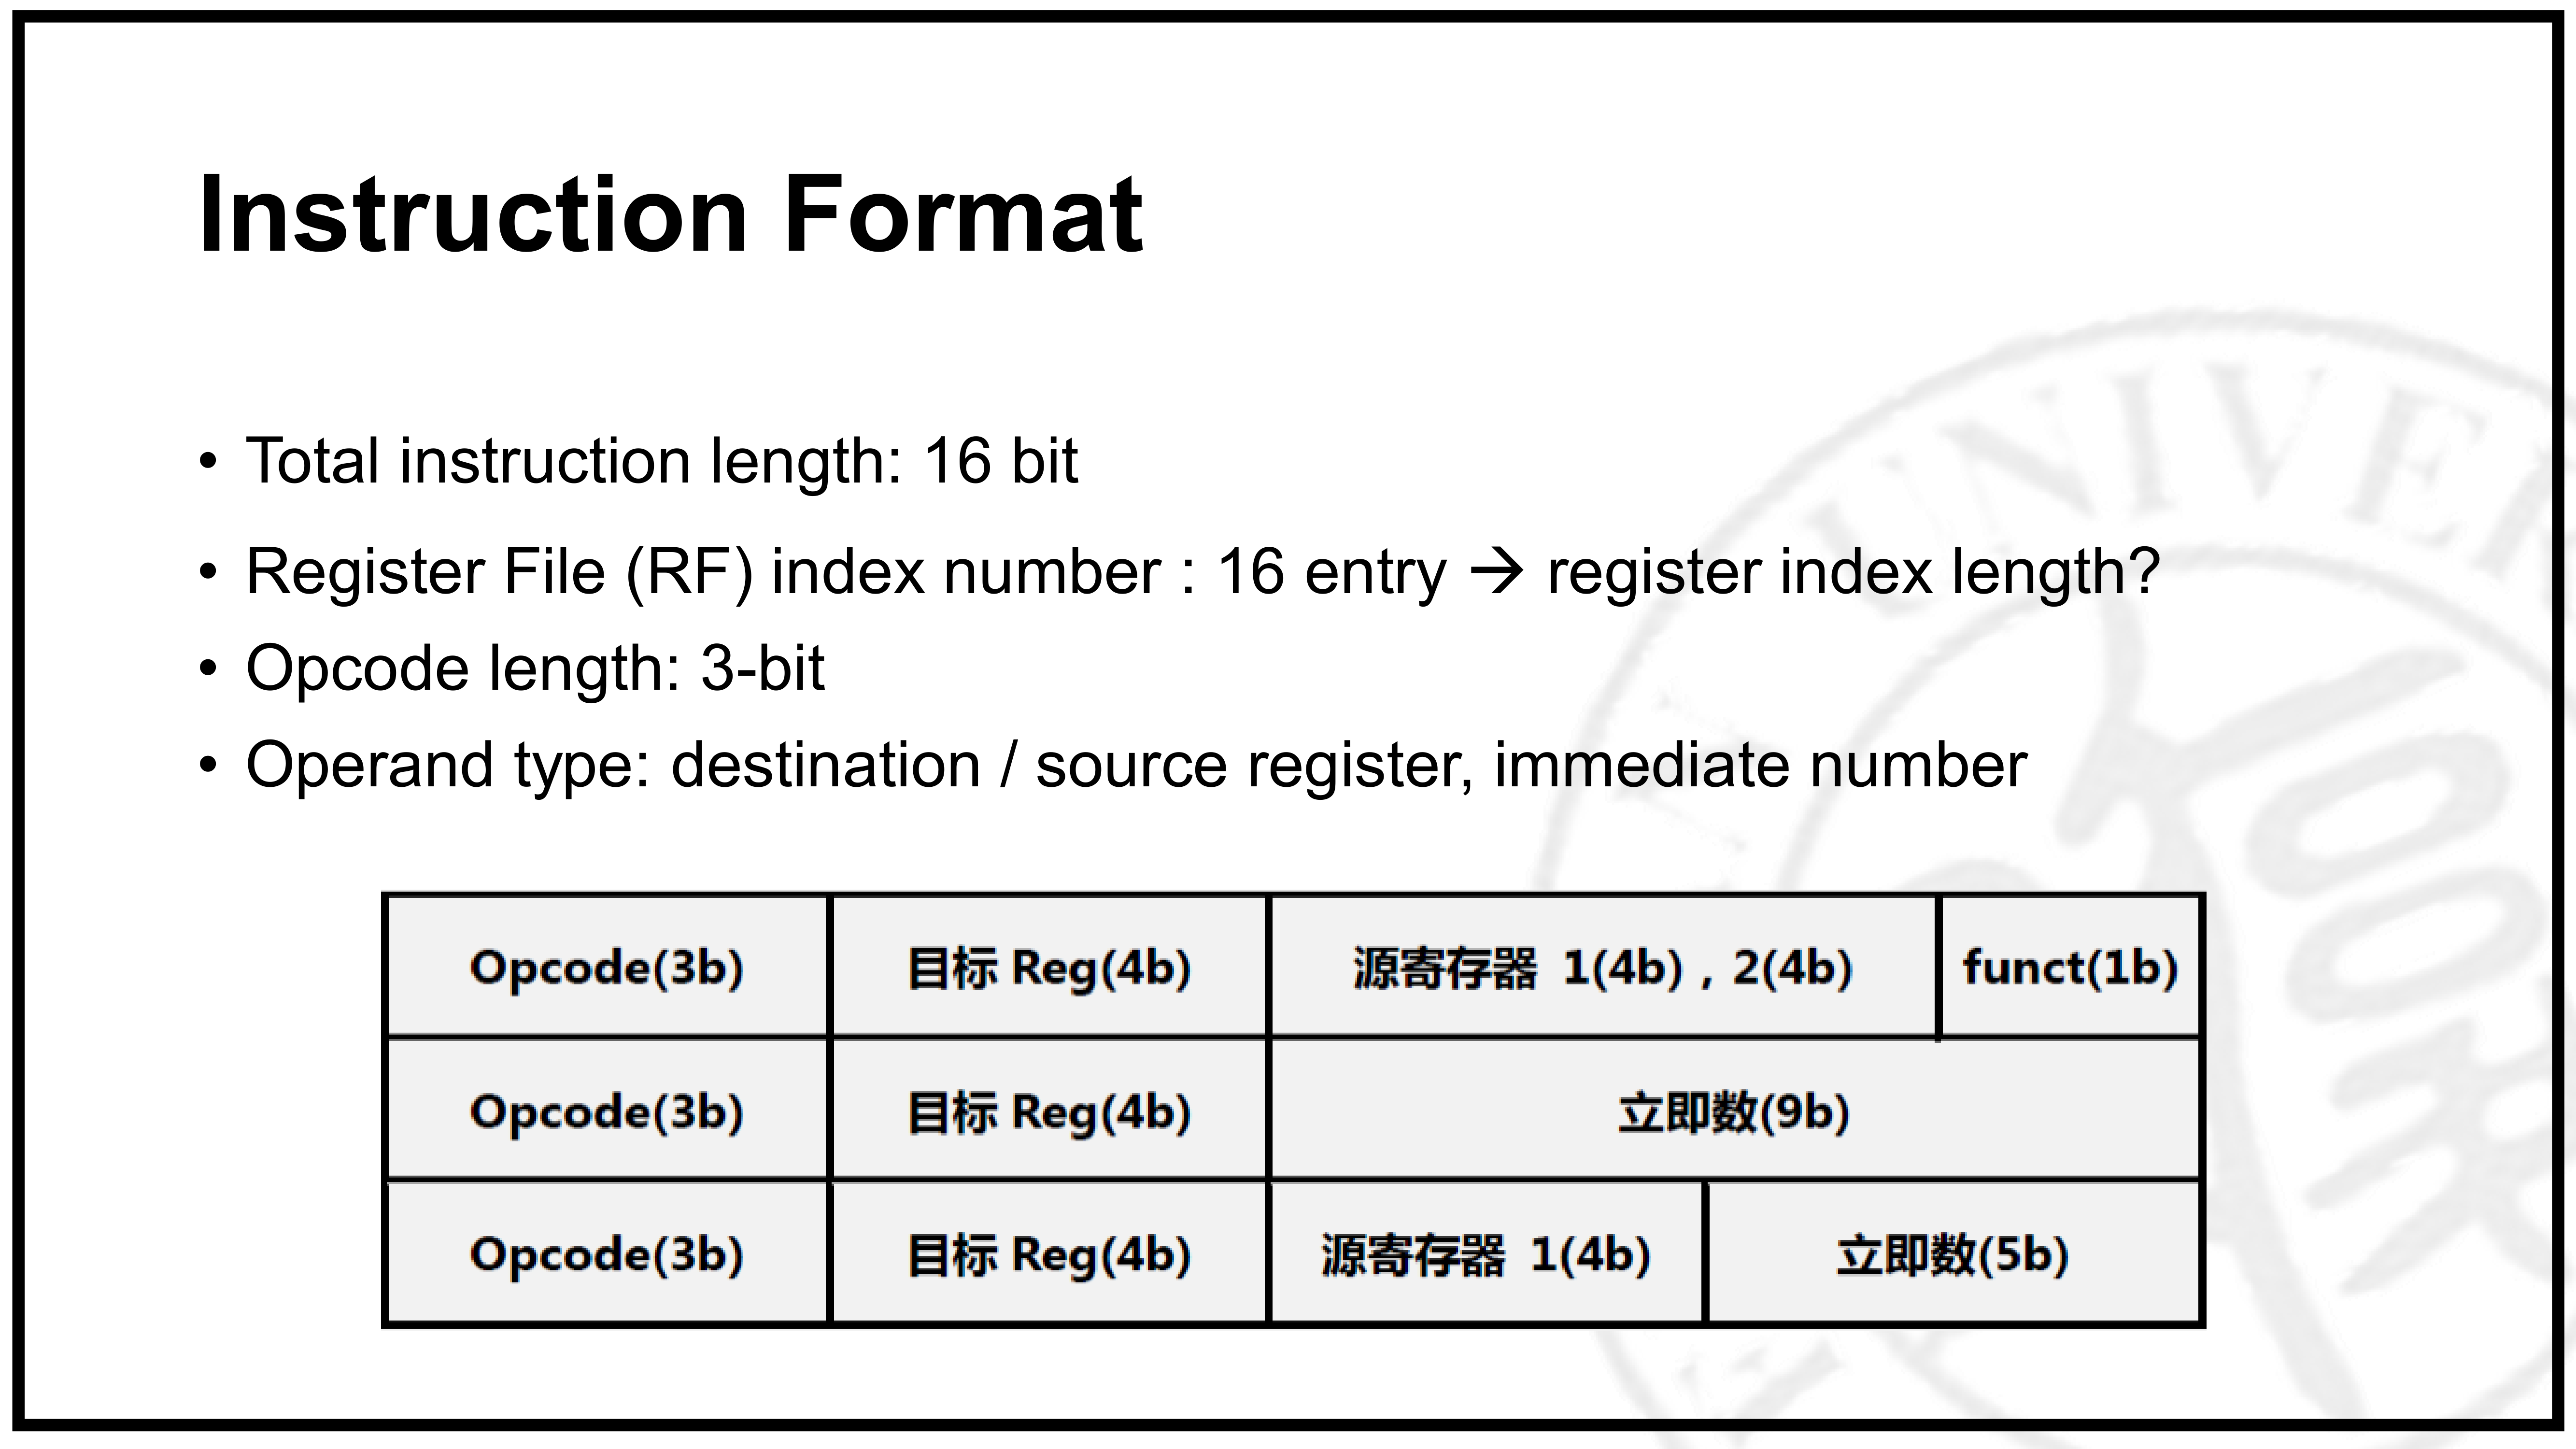 Instruction Format
• Total instruction length: 16 bit
• Register File (RF) index number : 16 entry → register index length?
• Opcode length: 3-bit
• Operand type: destination / source register, immediate number
Opcode(3b) 目标 Reg(4b) 源寄存器 1(4b) , 2(4b) funct(1b)
Opcode(3b) 目标 Reg(4b) 立即数(9b)
Opcode(3b) 目标 Reg(4b) 源寄存器 1(4b) 立即数(5b)